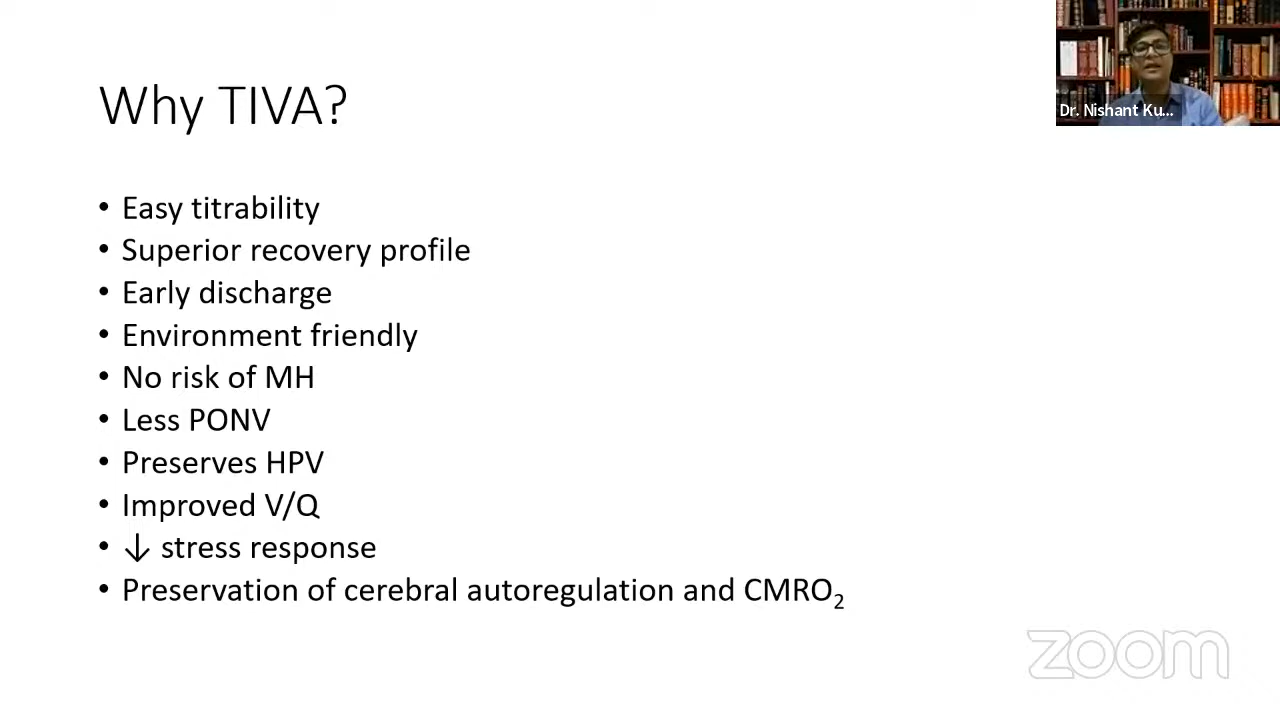 Why TIVA?
Dr. Nishant Ku...
• Easy titrability
• Superior recovery profile
• Early discharge
• Environment friendly
• No risk of MH
• Less PONV
• Preserves HPV
• Improved V/Q
• ↓ stress response
• Preservation of cerebral autoregulation and CMRO₂
zoom